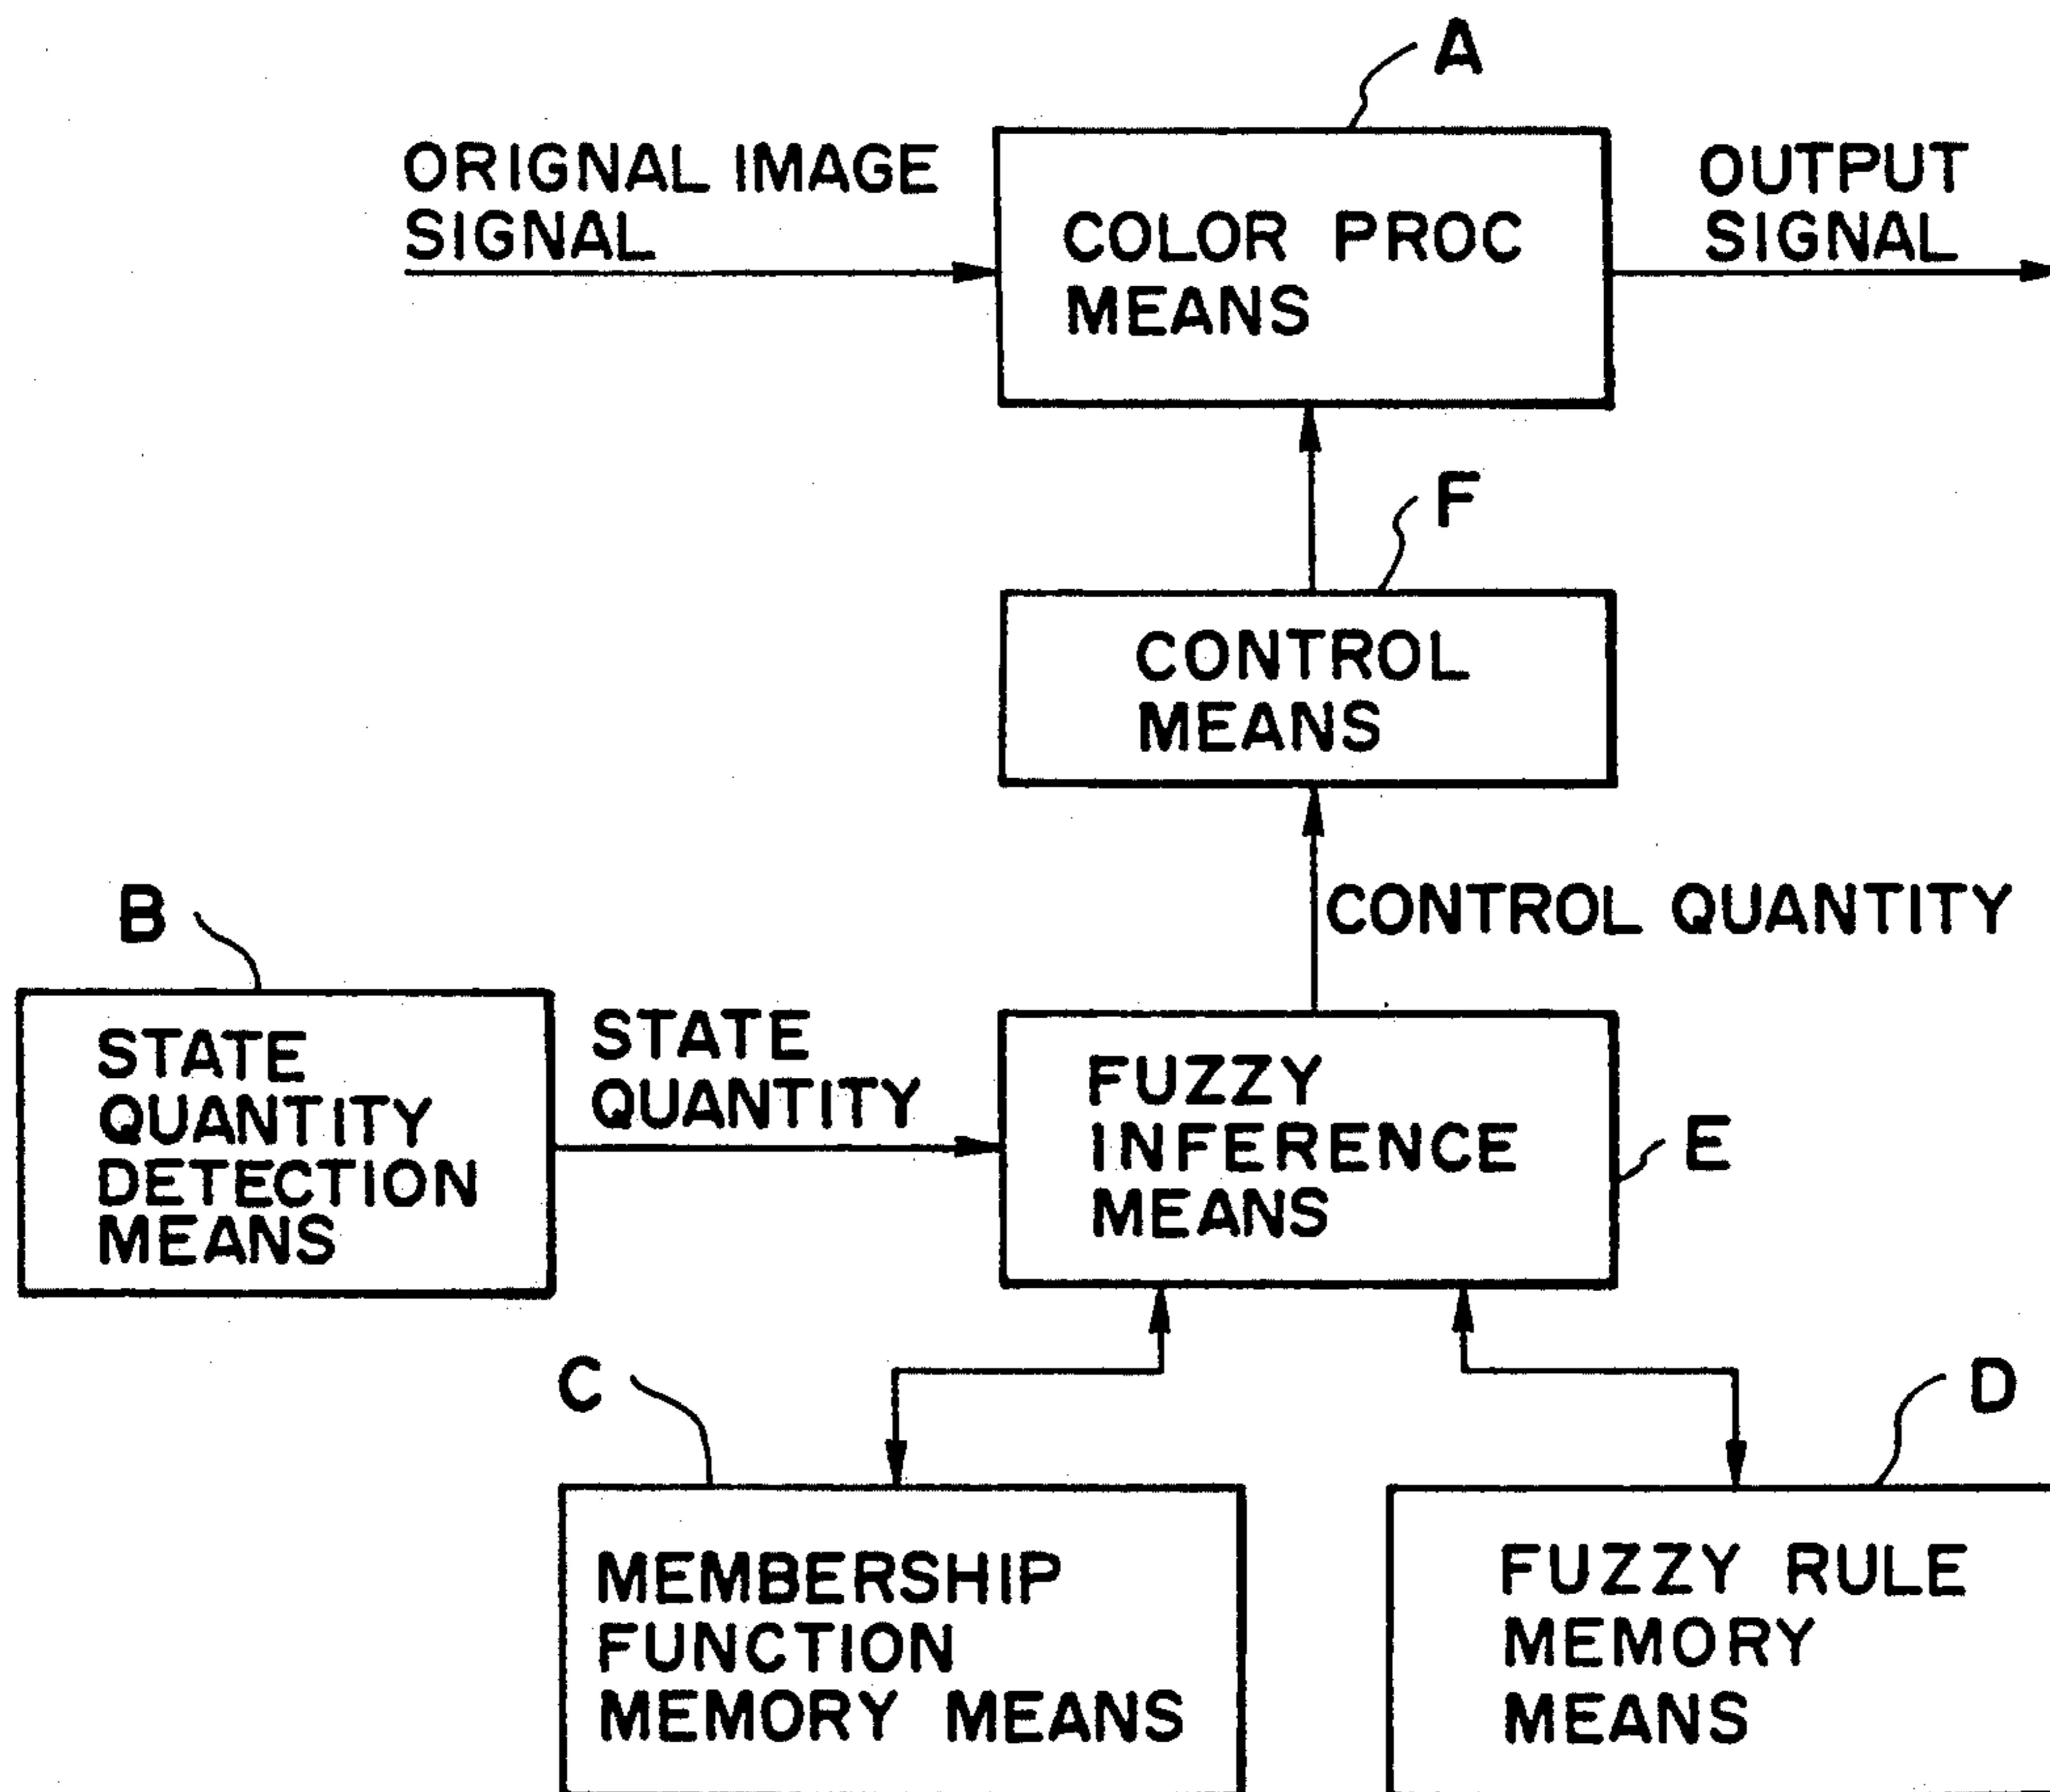 A
ORIGNAL IMAGE
SIGNAL
COLOR PROC
MEANS
OUTPUT
SIGNAL
F
CONTROL
MEANS
CONTROL QUANTITY
B
STATE
QUANTITY
DETECTION
MEANS
STATE
QUANTITY
FUZZY
INFERENCE
MEANS
E
C
D
MEMBERSHIP
FUNCTION
MEMORY MEANS
FUZZY RULE
MEMORY
MEANS